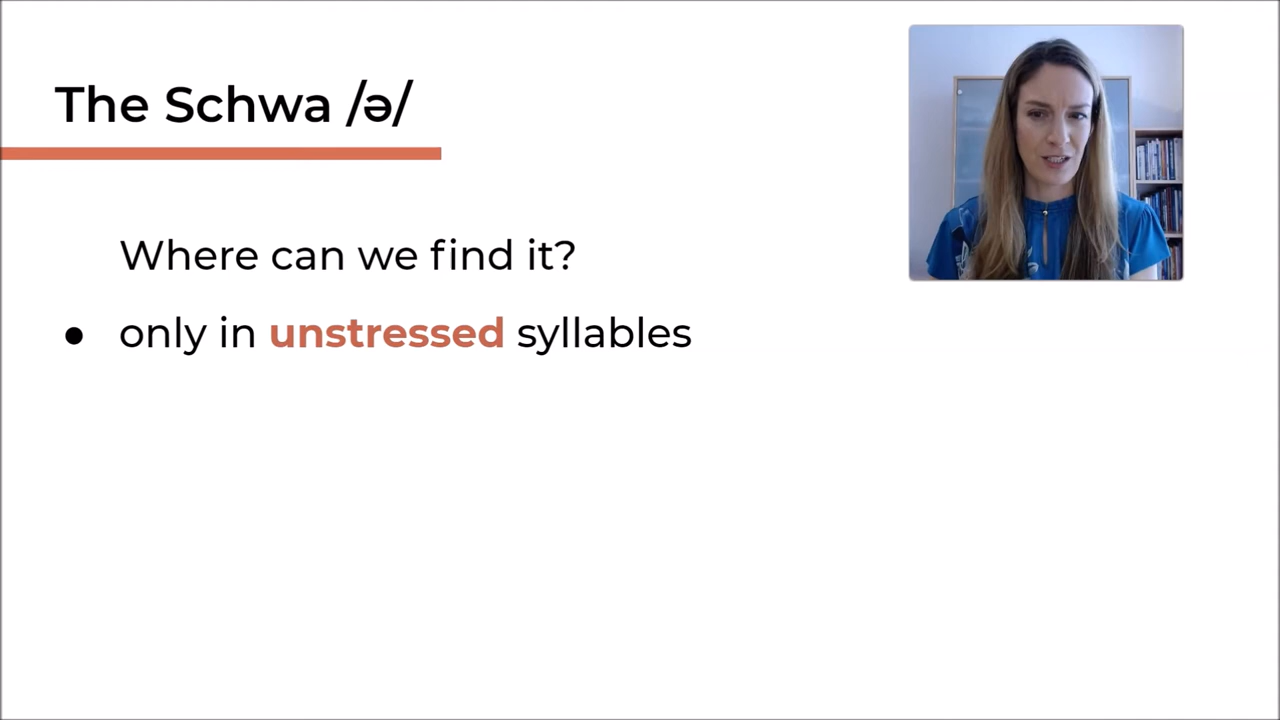 The Schwa /ə/
Where can we find it?
● only in unstressed syllables